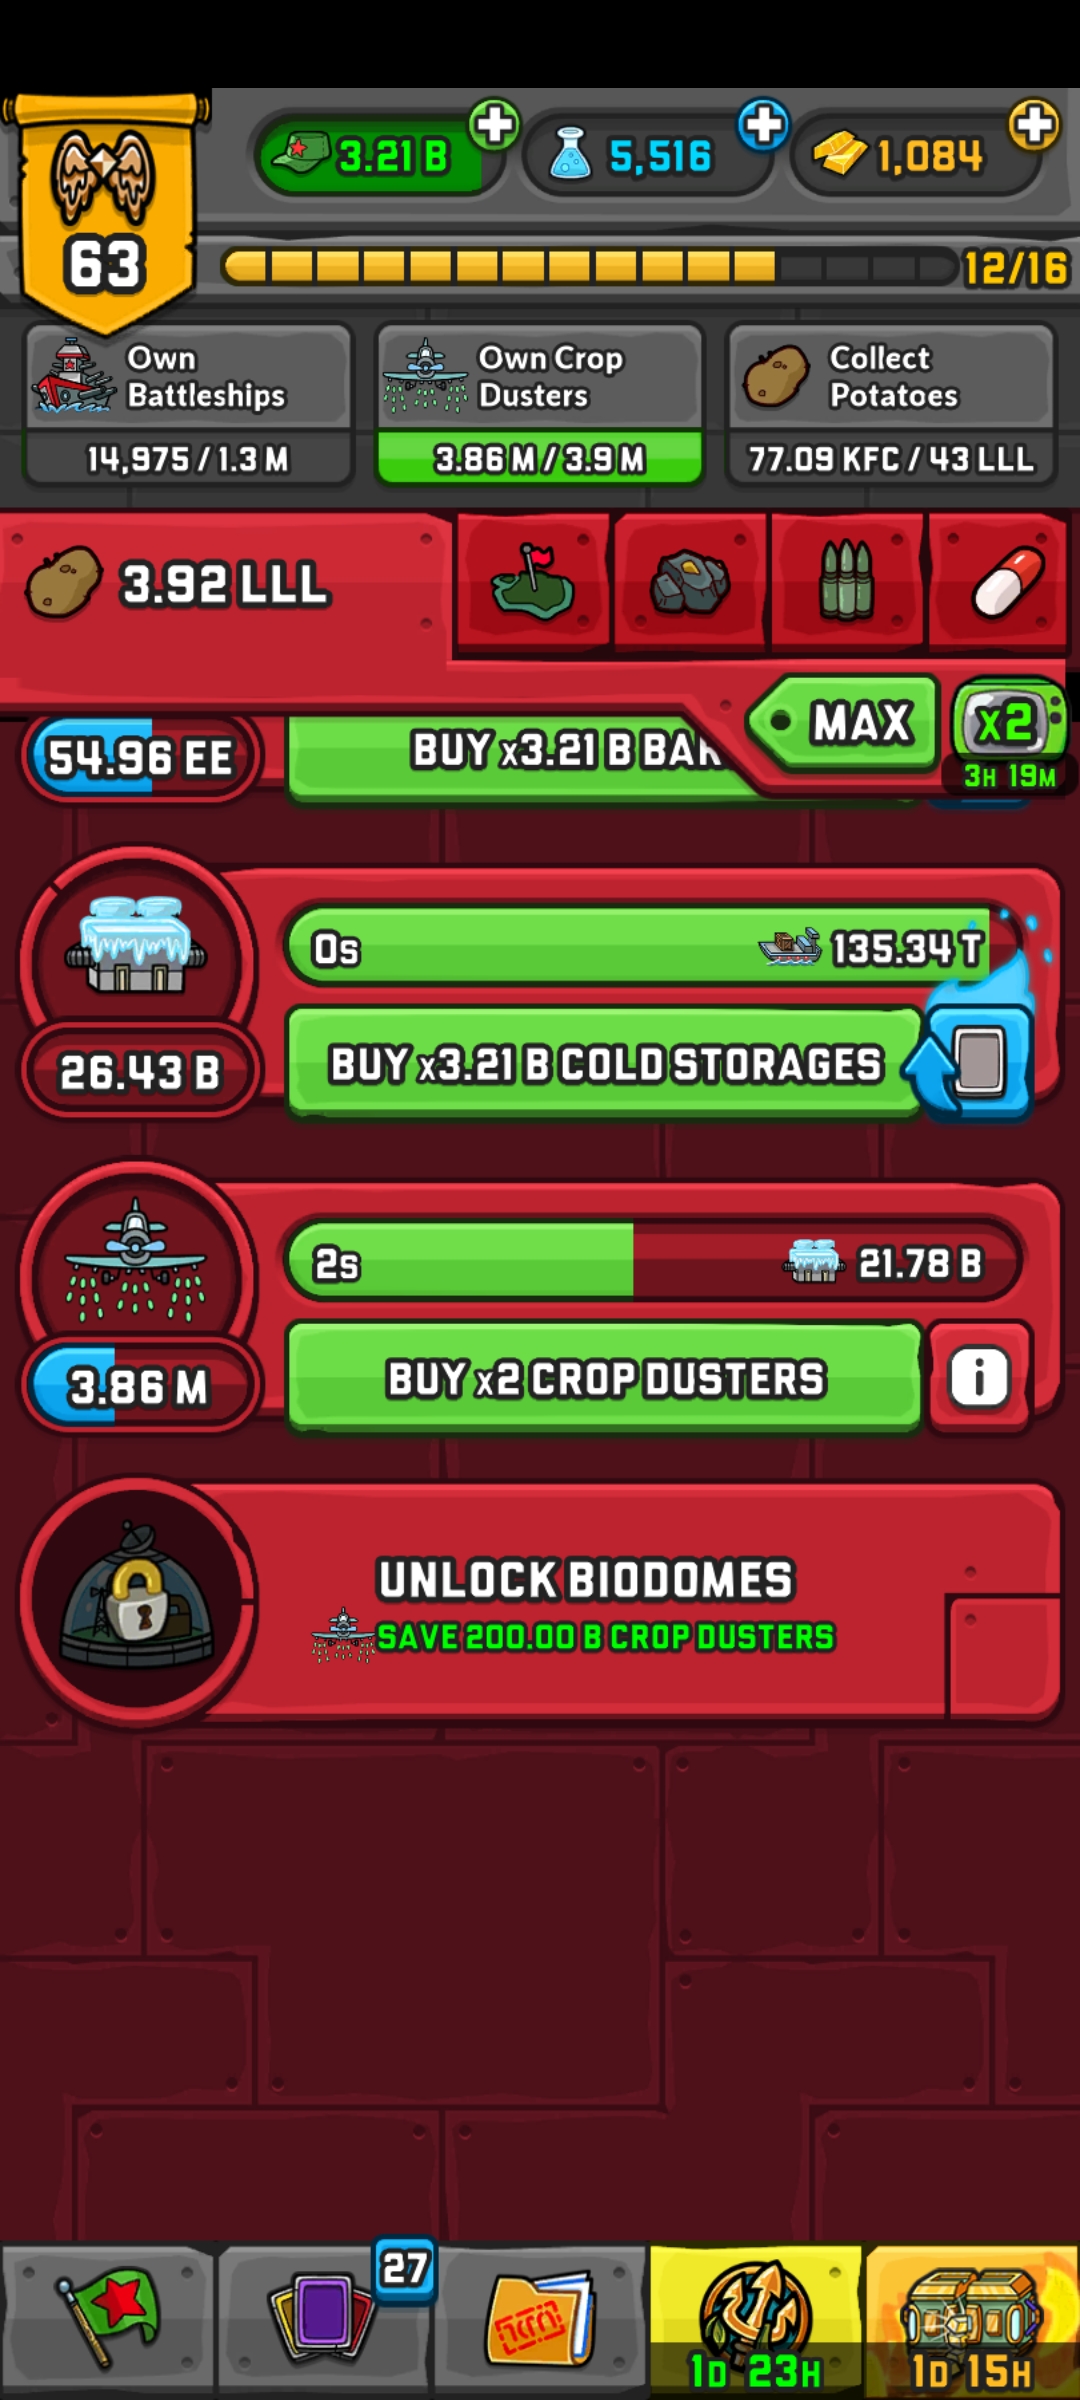 3.21 B
5,516
1,084
63
12/16
Own
Battleships
14,975 / 1.3 M
Own Crop
Dusters
3.86 M / 3.9 M
Collect
Potatoes
77.09 KFC / 43 LLL
3.92 LLL
MAX
x2
3H 19M
54.96 EE
BUY x3.21 B BAR
0s
135.34 T
26.43 B
BUY x3.21 B COLD STORAGES
2s
21.78 B
3.86 M
BUY x2 CROP DUSTERS
i
UNLOCK BIODOMES
SAVE 200.00 B CROP DUSTERS
27
1D 23H
1D 15H